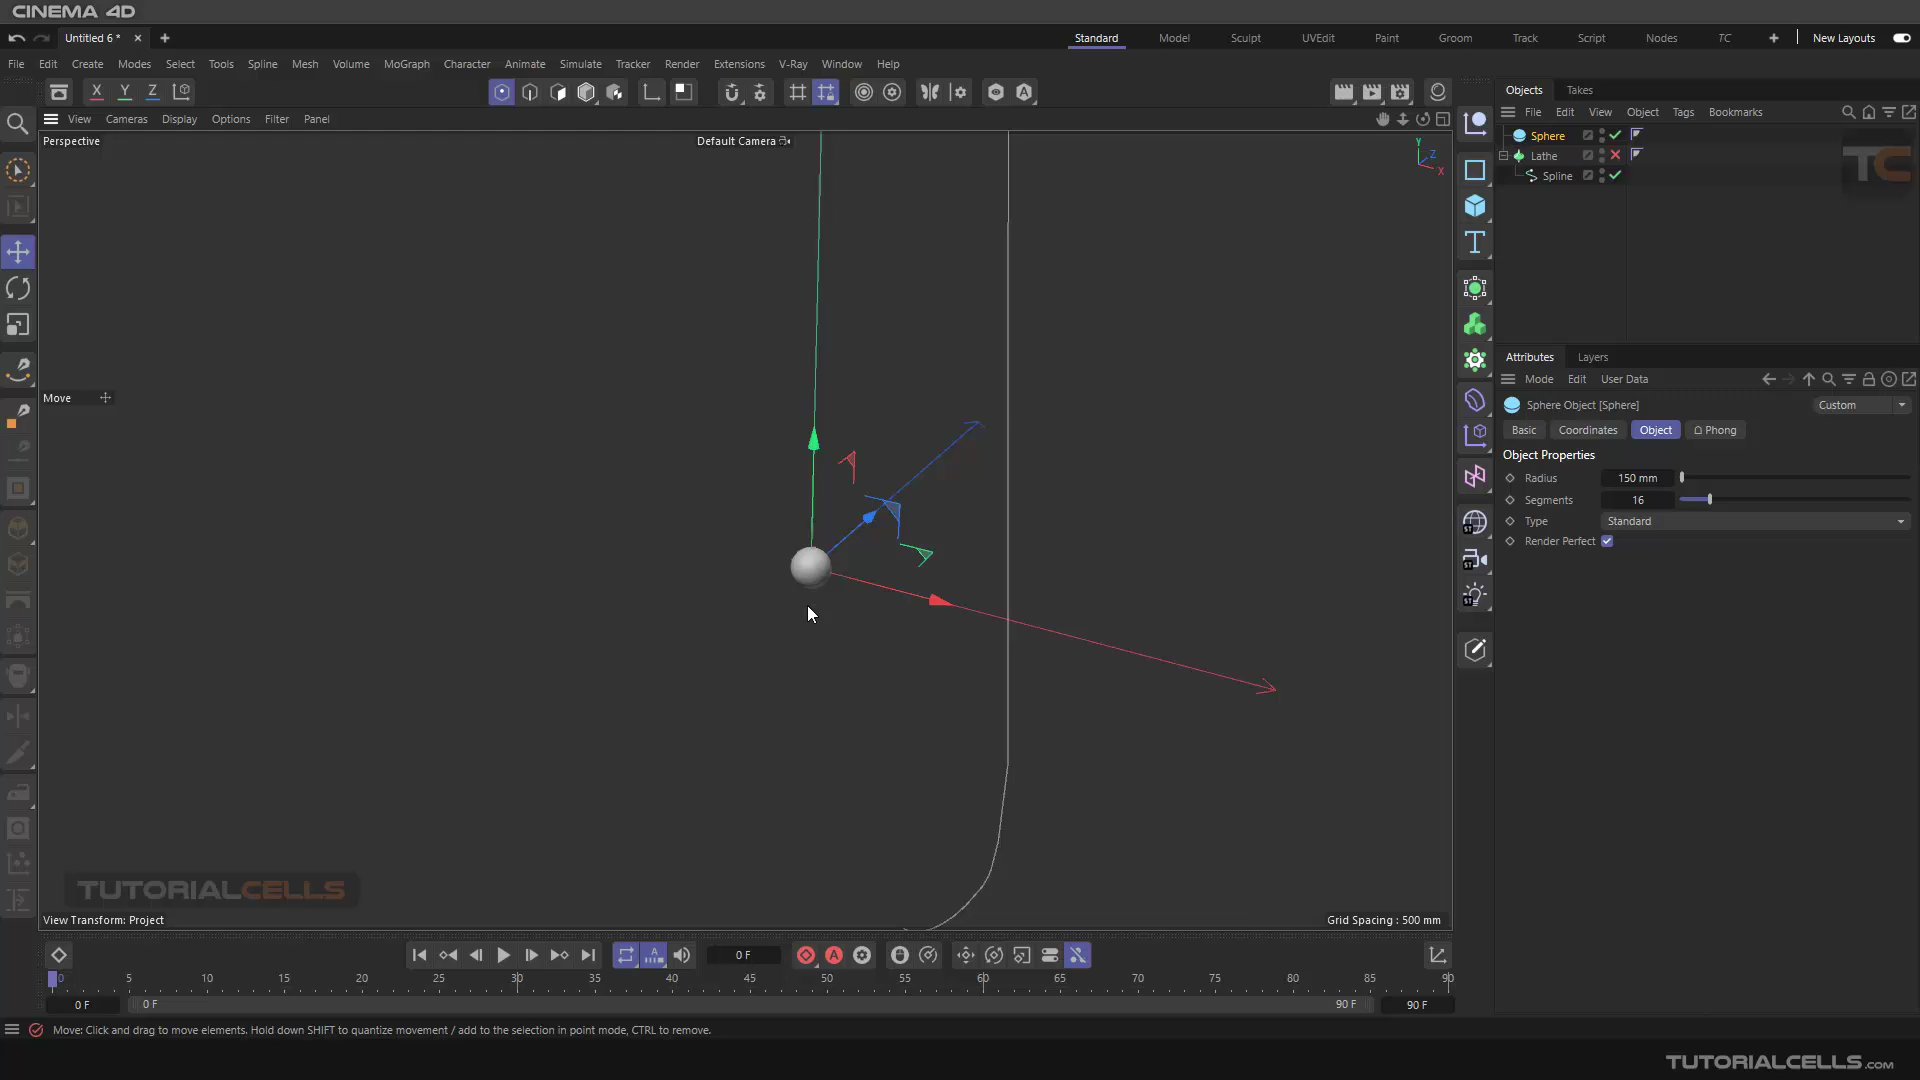 CINEMA 4D
Untitled 6 *
Standard Model Sculpt UVEdit Paint Groom Track Script Nodes TC New Layouts
File Edit Create Modes Select Tools Spline Mesh Volume MoGraph Character Animate Simulate Tracker Render Extensions V-Ray Window Help
X Y Z
Objects Takes
View Cameras Display Options Filter Panel
File Edit View Object Tags Bookmarks
Perspective
Default Camera
Y
Z
X
Sphere
Lathe
Spline
TC
Attributes Layers
Mode Edit User Data
Move
Sphere Object [Sphere]
Custom
Basic Coordinates Object Phong
Object Properties
Radius 150 mm
Segments 16
Type Standard
Render Perfect
ST
ST
ST
TUTORIALCELLS
View Transform: Project
Grid Spacing : 500 mm
0 F
0 5 10 15 20 25 30 35 40 45 50 55 60 65 70 75 80 85 90
0 F 0 F 90 F 90 F
Move: Click and drag to move elements. Hold down SHIFT to quantize movement / add to the selection in point mode, CTRL to remove.
TUTORIALCELLS.COM